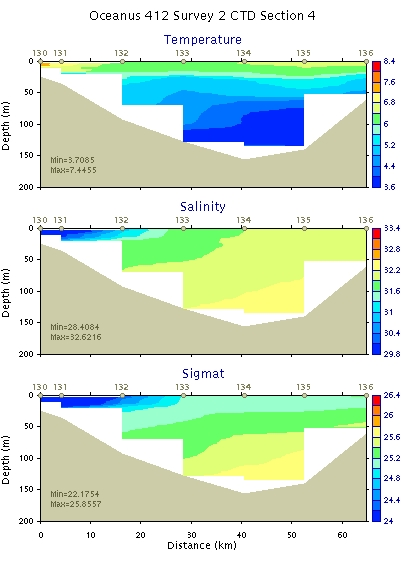 Oceanus 412 Survey 2 CTD Section 4
Temperature
130 131 132 133 134 135 136
0
50
100
150
200
Depth (m)
Min=3.7085
Max=7.4455
8.4
7.6
6.8
6
5.2
4.4
3.6
Salinity
130 131 132 133 134 135 136
0
50
100
150
200
Depth (m)
Min=28.4084
Max=32.6216
33.4
32.8
32.2
31.6
31
30.4
29.8
Sigmat
130 131 132 133 134 135 136
0
50
100
150
200
Depth (m)
Min=22.1754
Max=25.8557
26.4
26
25.6
25.2
24.8
24.4
24
0 10 20 30 40 50 60
Distance (km)